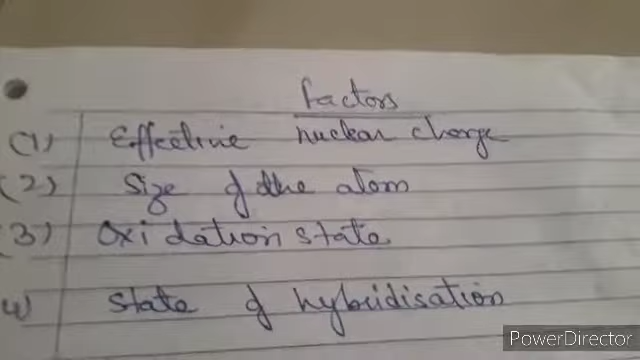 Factors
(1) Effective nuclear charge
(2) Size of the atom
(3) Oxidation state
4) State of hybridisation
PowerDirector